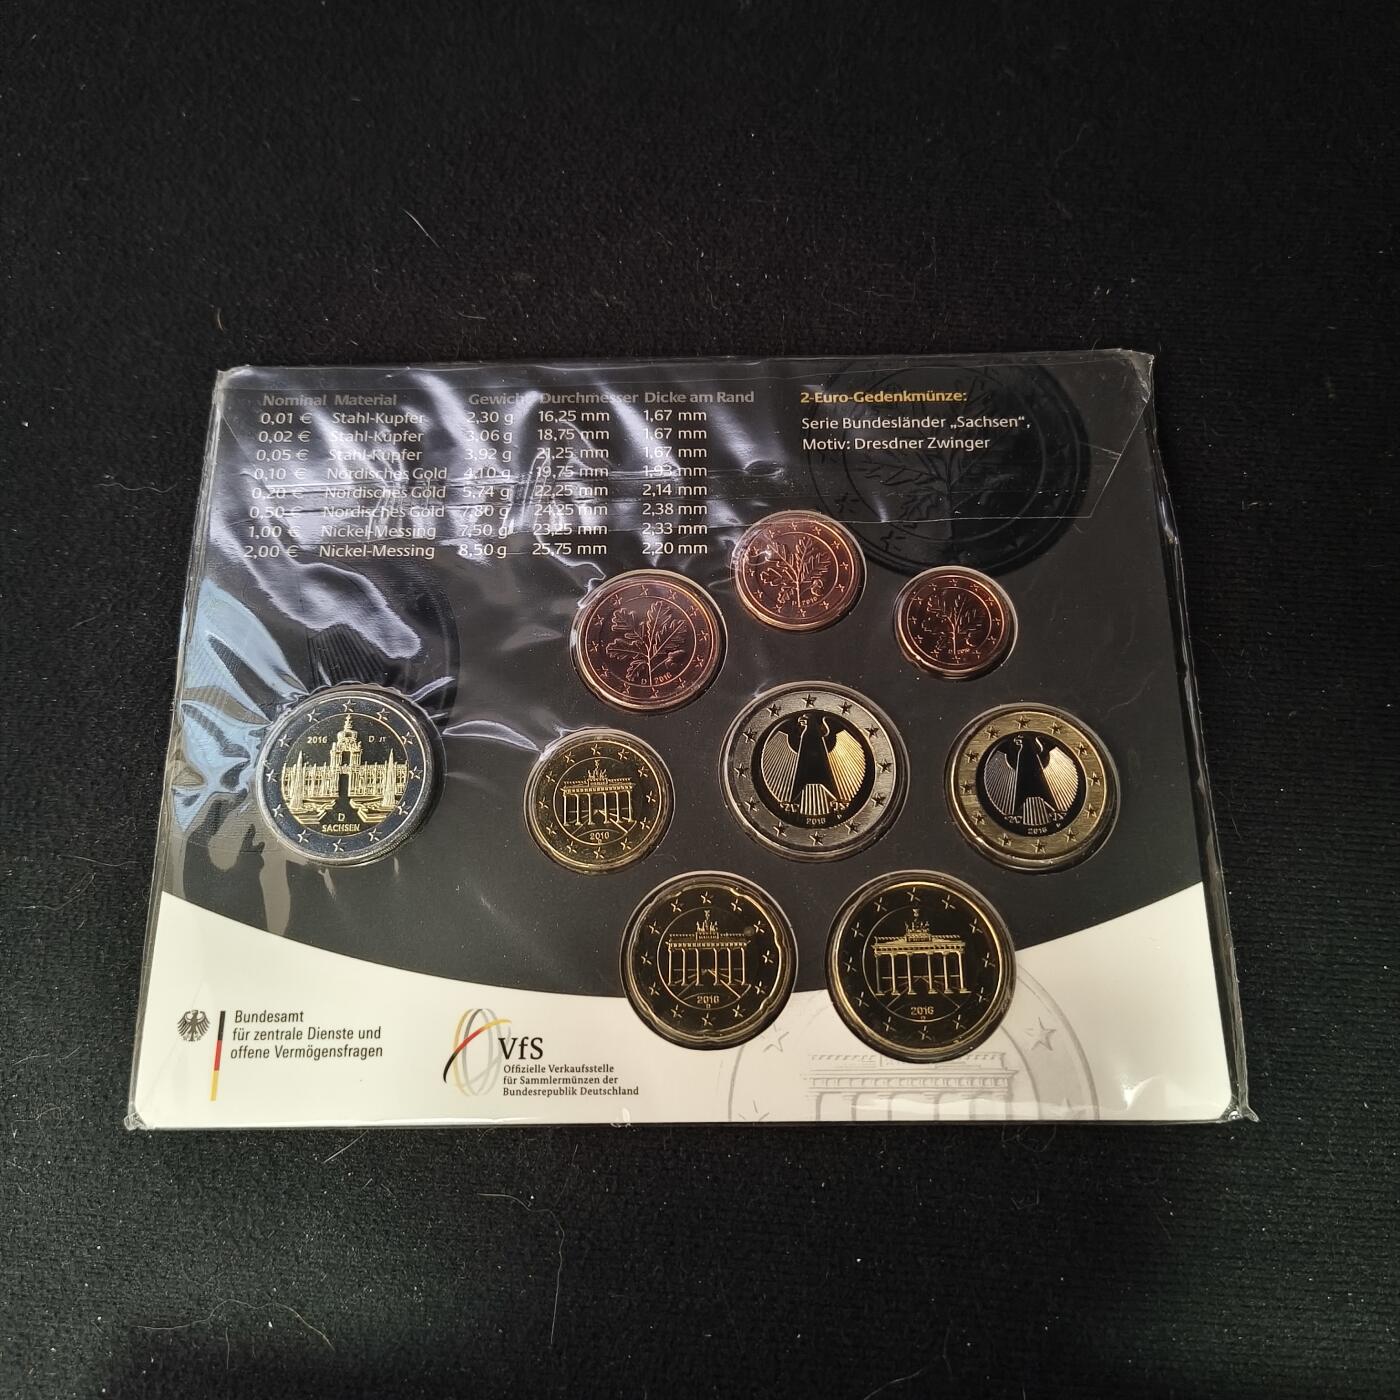 Nominal Material Gewicht Durchmesser Dicke am Rand
0,01 € Stahl-Kupfer 2,30 g 16,25 mm 1,67 mm
0,02 € Stahl-Kupfer 3,06 g 18,75 mm 1,67 mm
0,05 € Stahl-Kupfer 3,92 g 21,25 mm 1,67 mm
0,10 € Nordisches Gold 4,10 g 19,75 mm 1,93 mm
0,20 € Nordisches Gold 5,74 g 22,25 mm 2,14 mm
0,50 € Nordisches Gold 7,80 g 24,25 mm 2,38 mm
1,00 € Nickel-Messing 7,50 g 23,25 mm 2,33 mm
2,00 € Nickel-Messing 8,50 g 25,75 mm 2,20 mm
2-Euro-Gedenkmünze:
Serie Bundesländer „Sachsen“,
Motiv: Dresdner Zwinger
D 2016
D 2016
D 2016
2016 D
D
SACHSEN
2016
2016 D
2016 D
2016
D
2016
D
Bundesamt
für zentrale Dienste und
offene Vermögensfragen
VfS
Offizielle Verkaufsstelle
für Sammlermünzen der
Bundesrepublik Deutschland